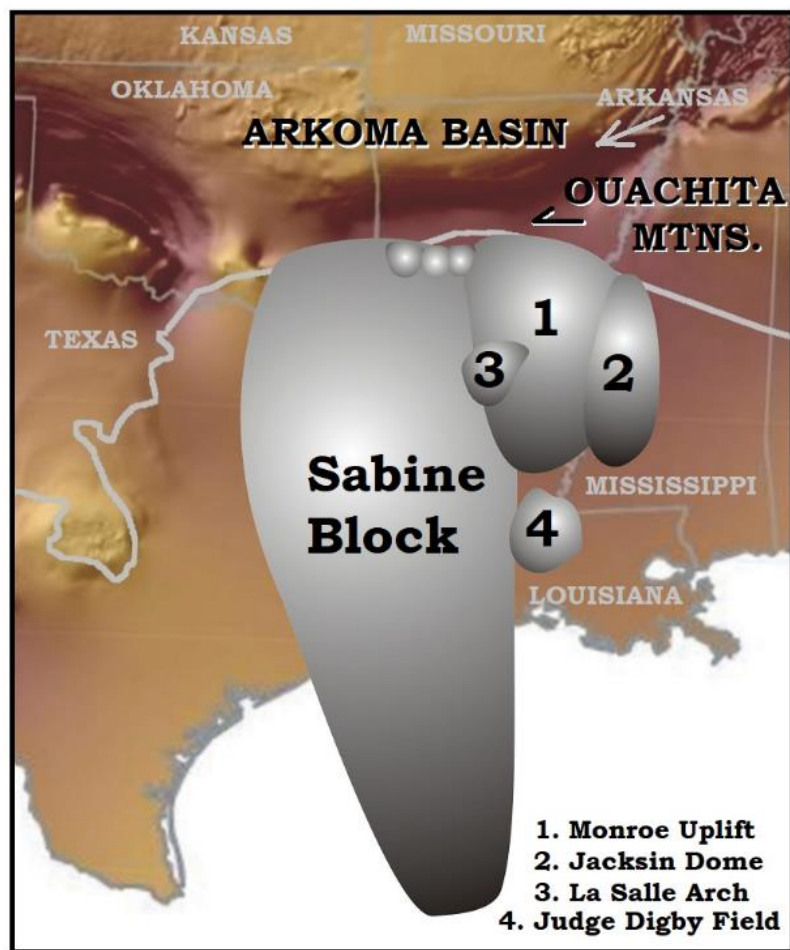 KANSAS
MISSOURI
OKLAHOMA
ARKANSAS
ARKOMA BASIN
OUACHITA
MTNS.
TEXAS
1
3
2
Sabine
Block
MISSISSIPPI
4
LOUISIANA
1. Monroe Uplift
2. Jacksin Dome
3. La Salle Arch
4. Judge Digby Field